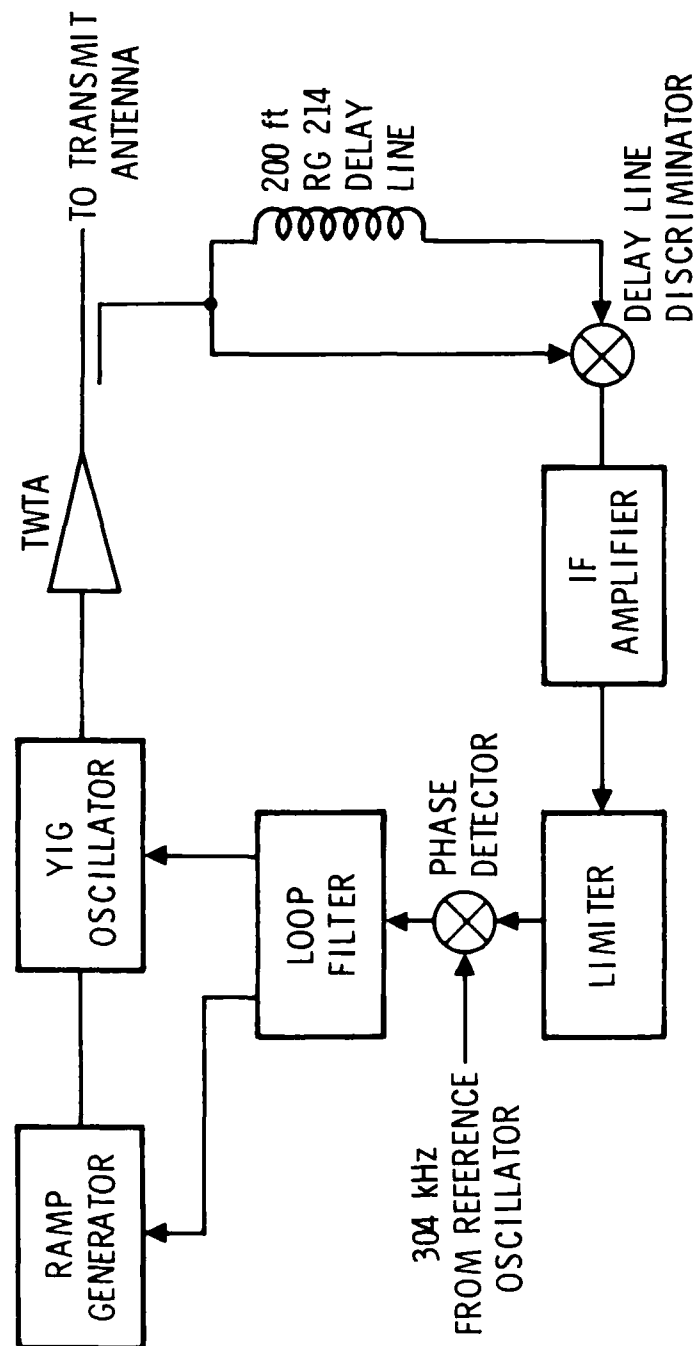 RAMP
GENERATOR
YIG
OSCILLATOR
TWTA
TO TRANSMIT
ANTENNA
LOOP
FILTER
200 ft
RG 214
DELAY
LINE
304 kHz
FROM REFERENCE
OSCILLATOR
PHASE
DETECTOR
LIMITER
IF
AMPLIFIER
DELAY LINE
DISCRIMINATOR